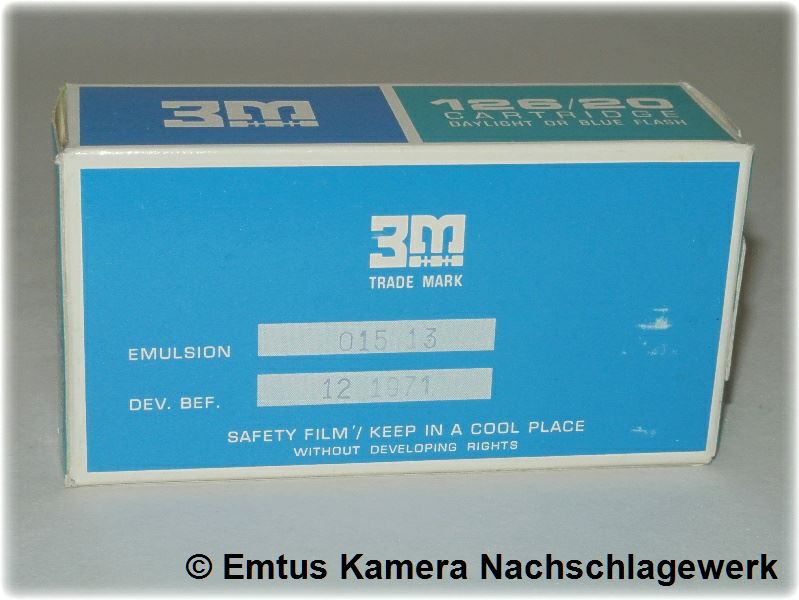 3M
126/20
CARTRIDGE
DAYLIGHT OR BLUE FLASH
3M
TRADE MARK
EMULSION 015 13
DEV. BEF. 12 1971
SAFETY FILM / KEEP IN A COOL PLACE
WITHOUT DEVELOPING RIGHTS
© Emtus Kamera Nachschlagewerk